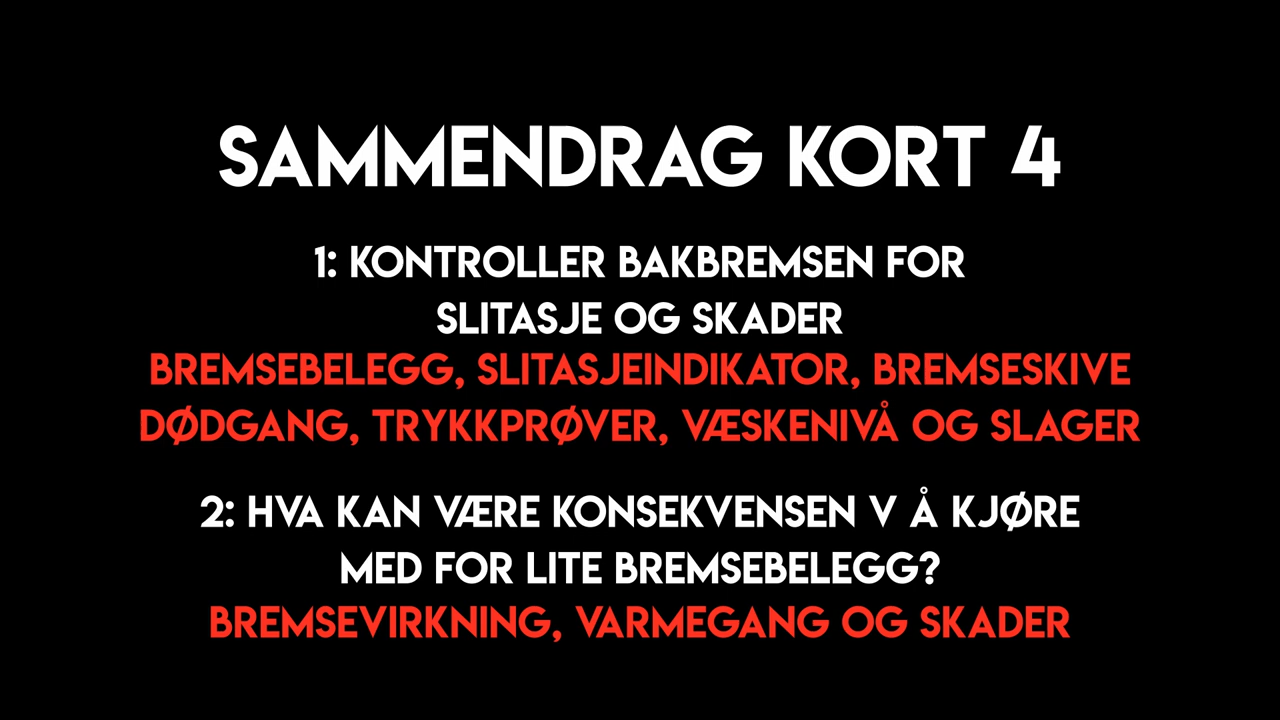 SAMMENDRAG KORT 4
1: KONTROLLER BAKBREMSEN FOR
SLITASJE OG SKADER
BREMSEBELEGG, SLITASJEINDIKATOR, BREMSESKIVE
DØDGANG, TRYKKPRØVER, VÆSKENIVÅ OG SLAGER
2: HVA KAN VÆRE KONSEKVENSEN V Å KJØRE
MED FOR LITE BREMSEBELEGG?
BREMSEVIRKNING, VARMEGANG OG SKADER